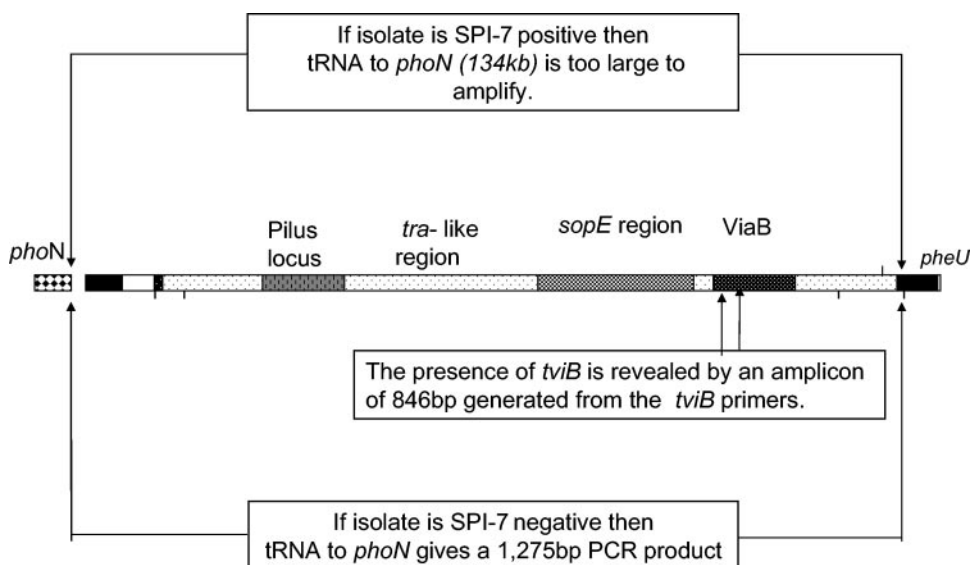 If isolate is SPI-7 positive then
tRNA to phoN (134kb) is too large to
amplify.
Pilus
locus
tra- like
region
sopE region
ViaB
phoN
pheU
The presence of tviB is revealed by an amplicon
of 846bp generated from the tviB primers.
If isolate is SPI-7 negative then
tRNA to phoN gives a 1,275bp PCR product